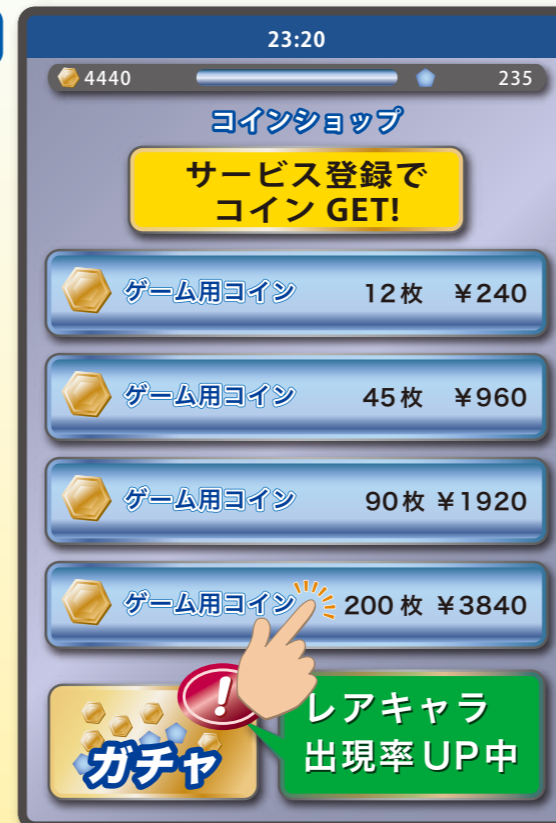 23:20
4440 235
コインショップ
サービス登録で
コイン GET!
ゲーム用コイン 12枚 ¥240
ゲーム用コイン 45枚 ¥960
ゲーム用コイン 90枚 ¥1920
ゲーム用コイン 200枚 ¥3840
!
ガチャ
レアキャラ
出現率UP中